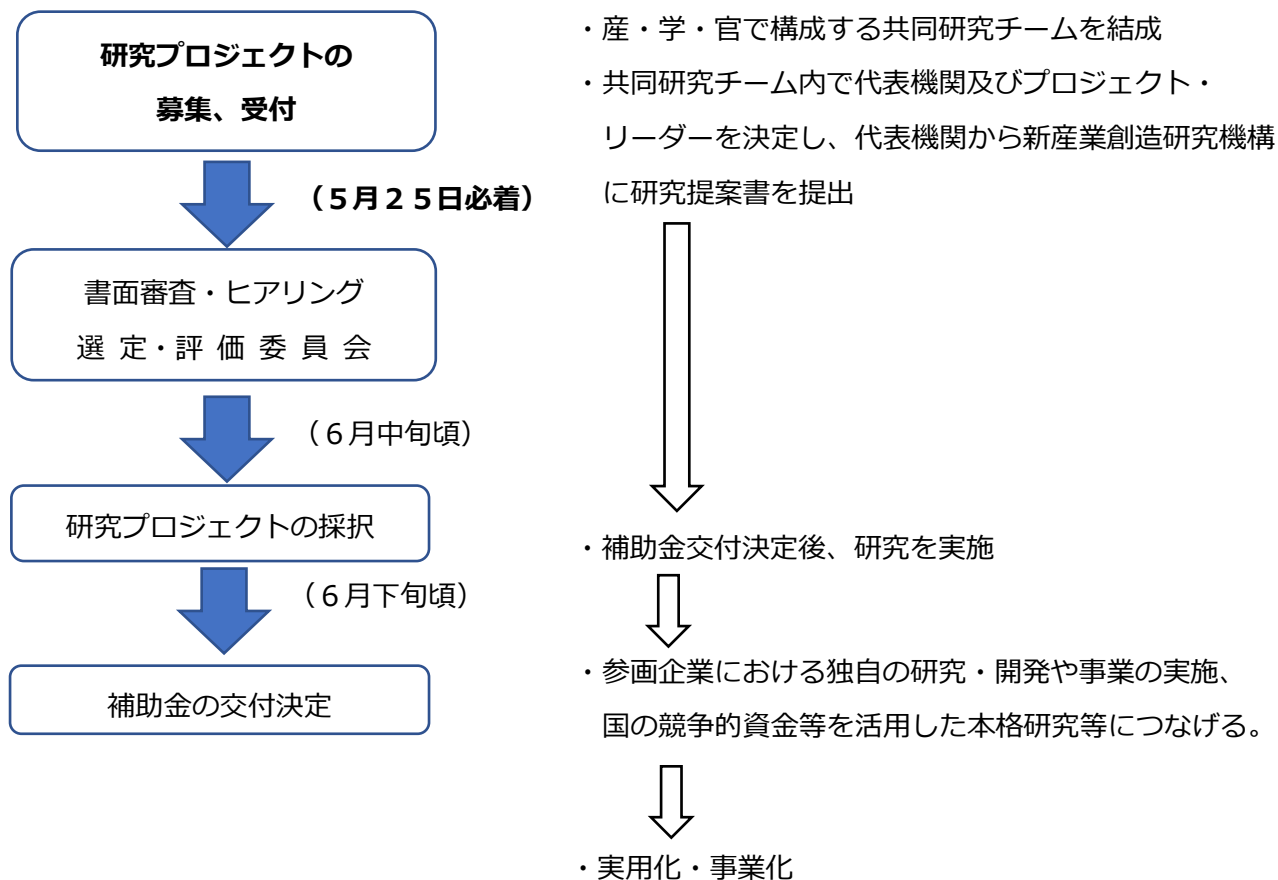 研究プロジェクトの
募集、受付
(5月25日必着)
書面審査・ヒアリング
選 定・評 価 委 員 会
(6月中旬頃)
研究プロジェクトの採択
(6月下旬頃)
補助金の交付決定
・産・学・官で構成する共同研究チームを結成
・共同研究チーム内で代表機関及びプロジェクト・
リーダーを決定し、代表機関から新産業創造研究機構
に研究提案書を提出
・補助金交付決定後、研究を実施
・参画企業における独自の研究・開発や事業の実施、
国の競争的資金等を活用した本格研究等につなげる。
・実用化・事業化